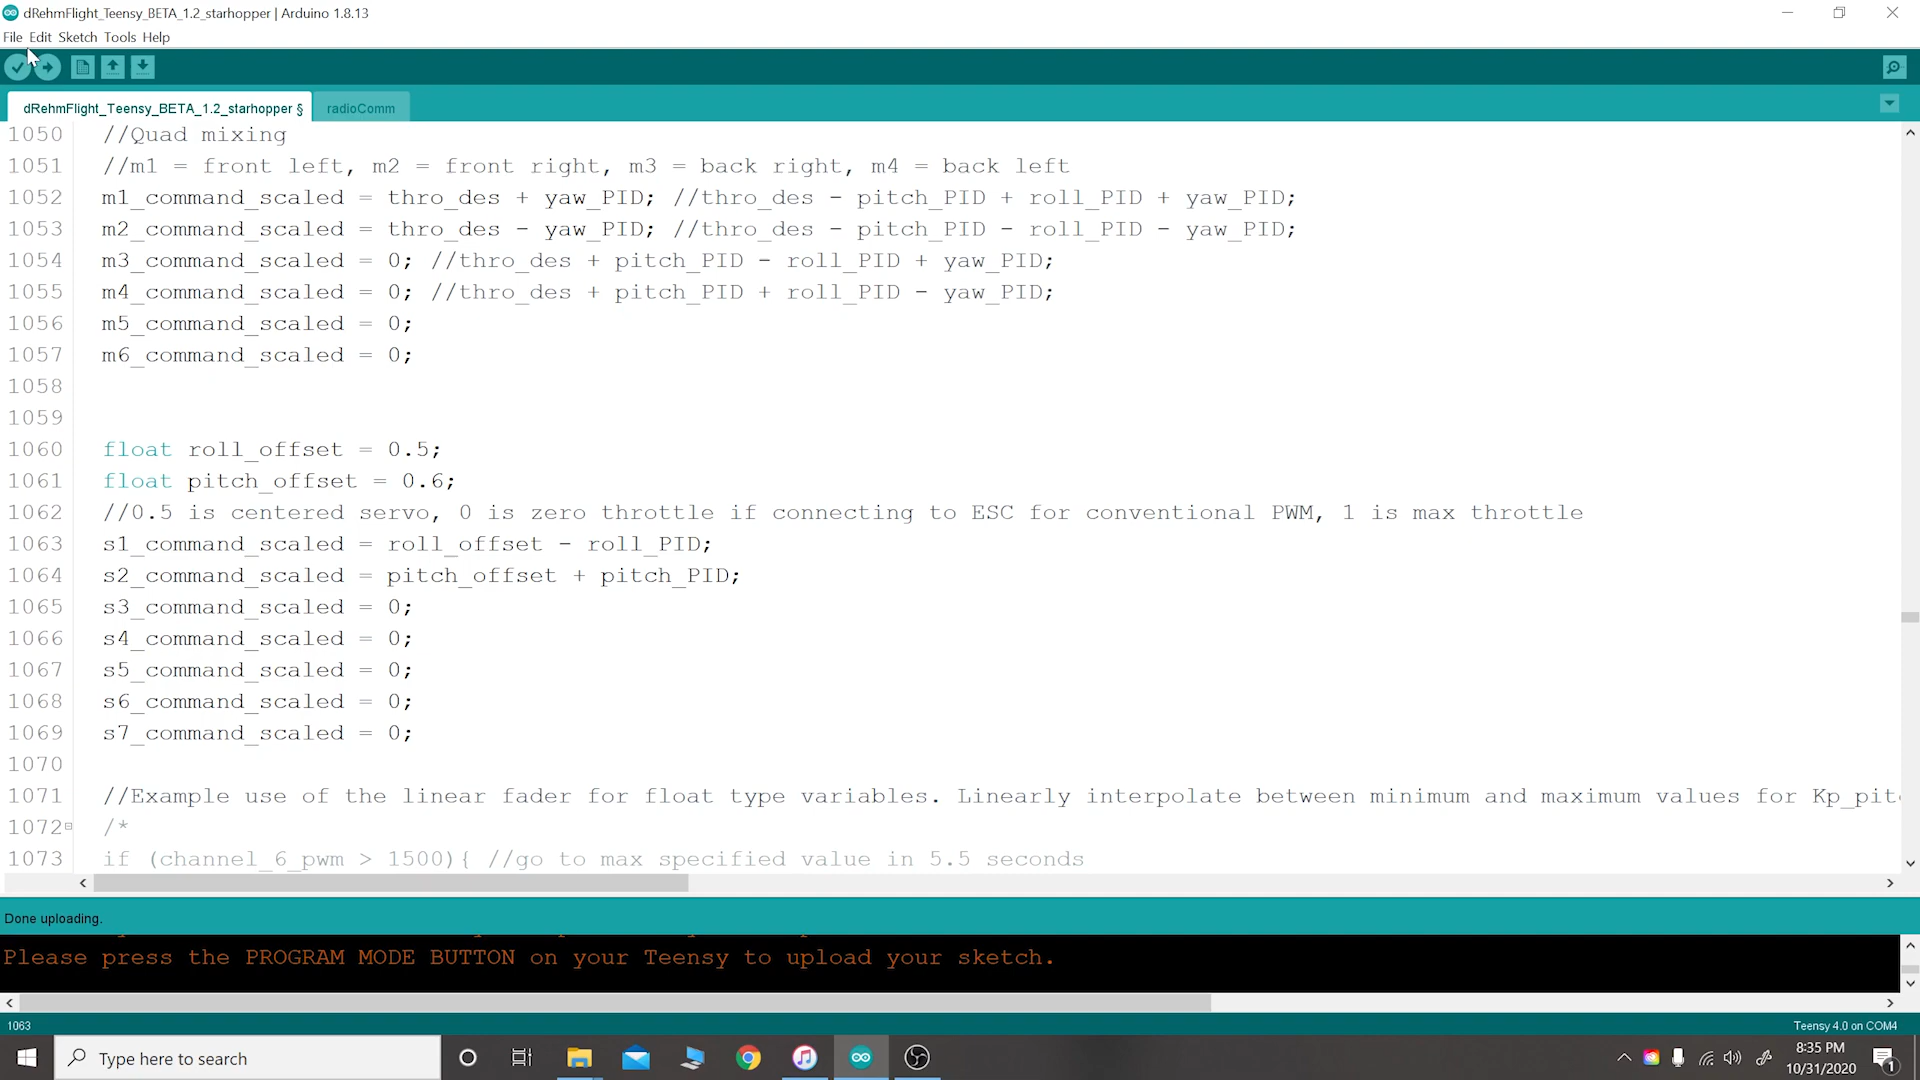 dRehmFlight_Teensy_BETA_1.2_starhopper | Arduino 1.8.13
File Edit Sketch Tools Help
dRehmFlight_Teensy_BETA_1.2_starhopper § radioComm
1050 //Quad mixing
1051 //m1 = front left, m2 = front right, m3 = back right, m4 = back left
1052 m1_command_scaled = thro_des + yaw_PID; //thro_des - pitch_PID + roll_PID + yaw_PID;
1053 m2_command_scaled = thro_des - yaw_PID; //thro_des - pitch_PID - roll_PID - yaw_PID;
1054 m3_command_scaled = 0; //thro_des + pitch_PID - roll_PID + yaw_PID;
1055 m4_command_scaled = 0; //thro_des + pitch_PID + roll_PID - yaw_PID;
1056 m5_command_scaled = 0;
1057 m6_command_scaled = 0;
1058
1059
1060 float roll_offset = 0.5;
1061 float pitch_offset = 0.6;
1062 //0.5 is centered servo, 0 is zero throttle if connecting to ESC for conventional PWM, 1 is max throttle
1063 s1_command_scaled = roll_offset - roll_PID;
1064 s2_command_scaled = pitch_offset + pitch_PID;
1065 s3_command_scaled = 0;
1066 s4_command_scaled = 0;
1067 s5_command_scaled = 0;
1068 s6_command_scaled = 0;
1069 s7_command_scaled = 0;
1070
1071 //Example use of the linear fader for float type variables. Linearly interpolate between minimum and maximum values for Kp_pit
1072 /*
1073 if (channel_6_pwm > 1500){ //go to max specified value in 5.5 seconds
Done uploading.
Please press the PROGRAM MODE BUTTON on your Teensy to upload your sketch.
1063 Teensy 4.0 on COM4
Type here to search
8:35 PM
10/31/2020
1